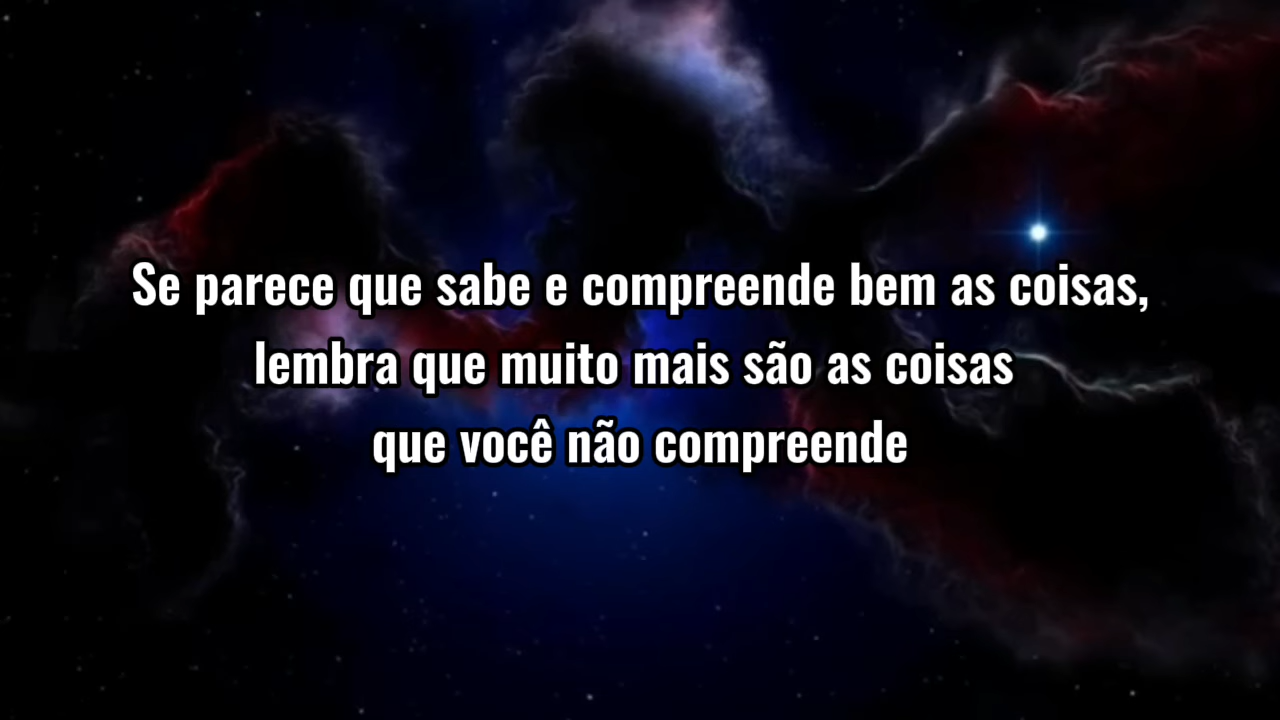 Se parece que sabe e compreende bem as coisas,
lembra que muito mais são as coisas
que você não compreende